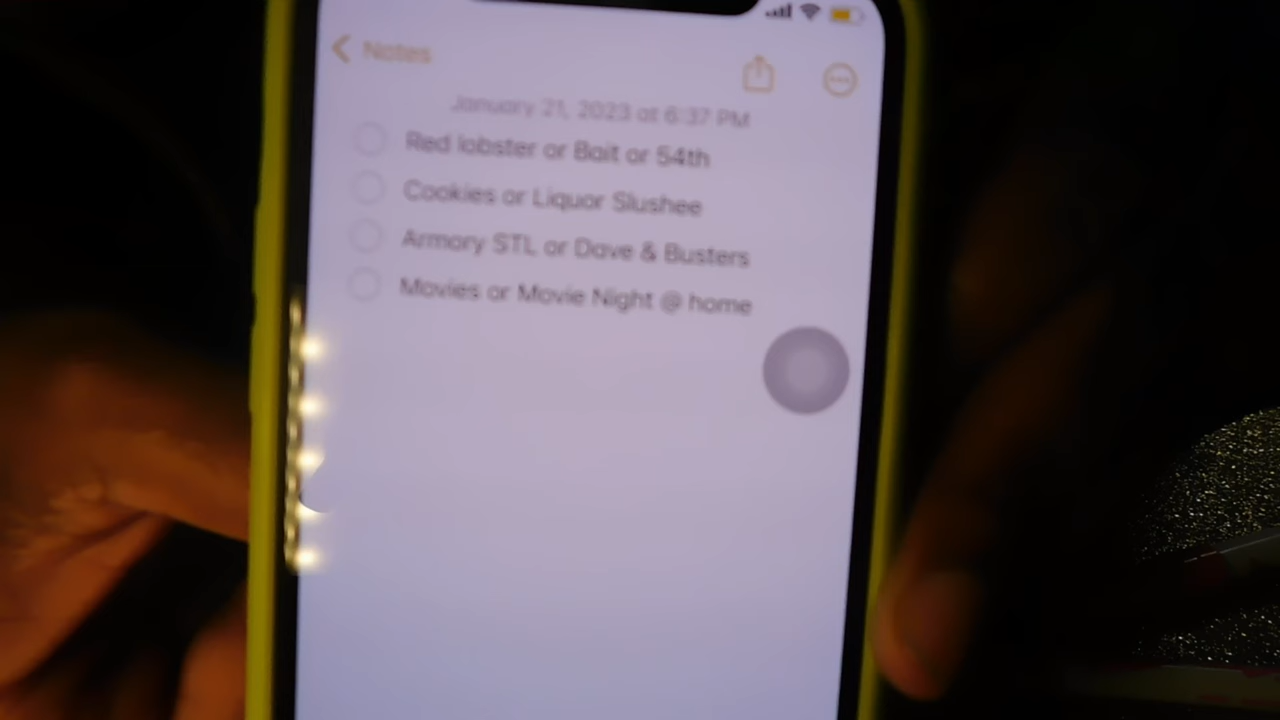 Notes
January 21, 2023 at 6:37 PM
Red lobster or Bait or 54th
Cookies or Liquor Slushee
Armory STL or Dave & Busters
Movies or Movie Night @ home